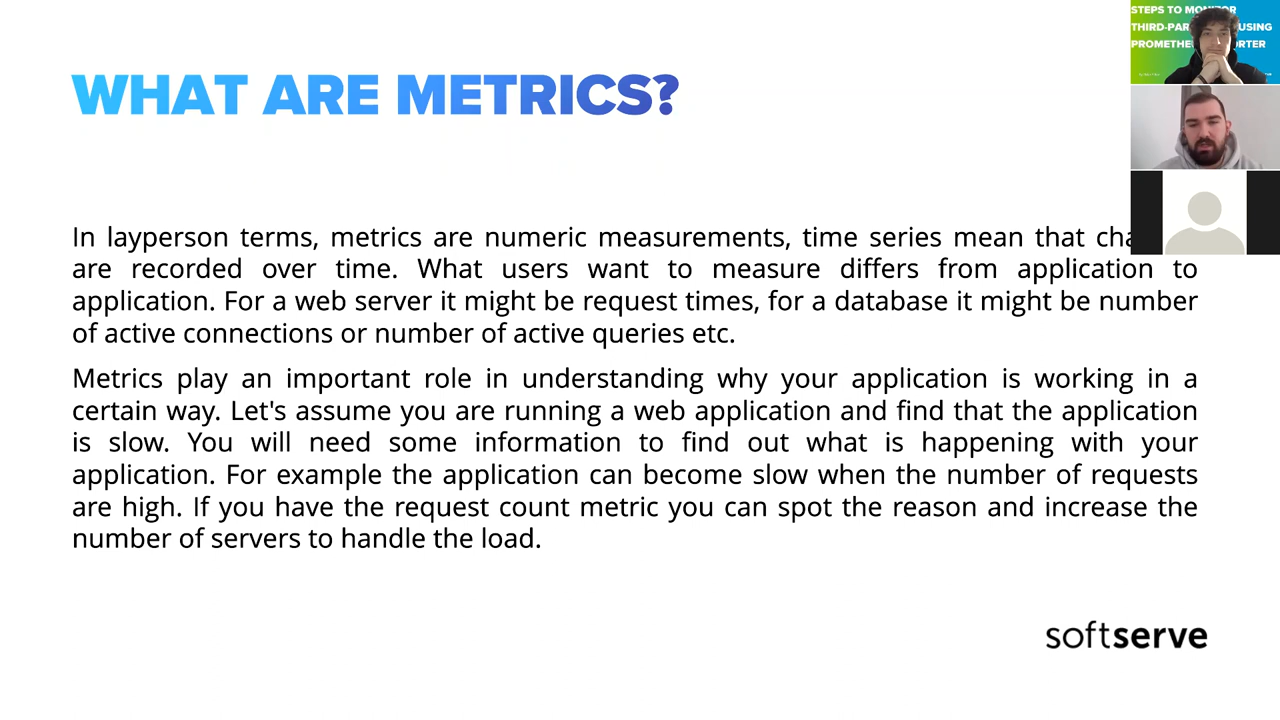 WHAT ARE METRICS?
In layperson terms, metrics are numeric measurements, time series mean that
are recorded over time. What users want to measure differs from application to
application. For a web server it might be request times, for a database it might be number
of active connections or number of active queries etc.
Metrics play an important role in understanding why your application is working in a
certain way. Let's assume you are running a web application and find that the application
is slow. You will need some information to find out what is happening with your
application. For example the application can become slow when the number of requests
are high. If you have the request count metric you can spot the reason and increase the
number of servers to handle the load.
softserve
STEPS TO
USING